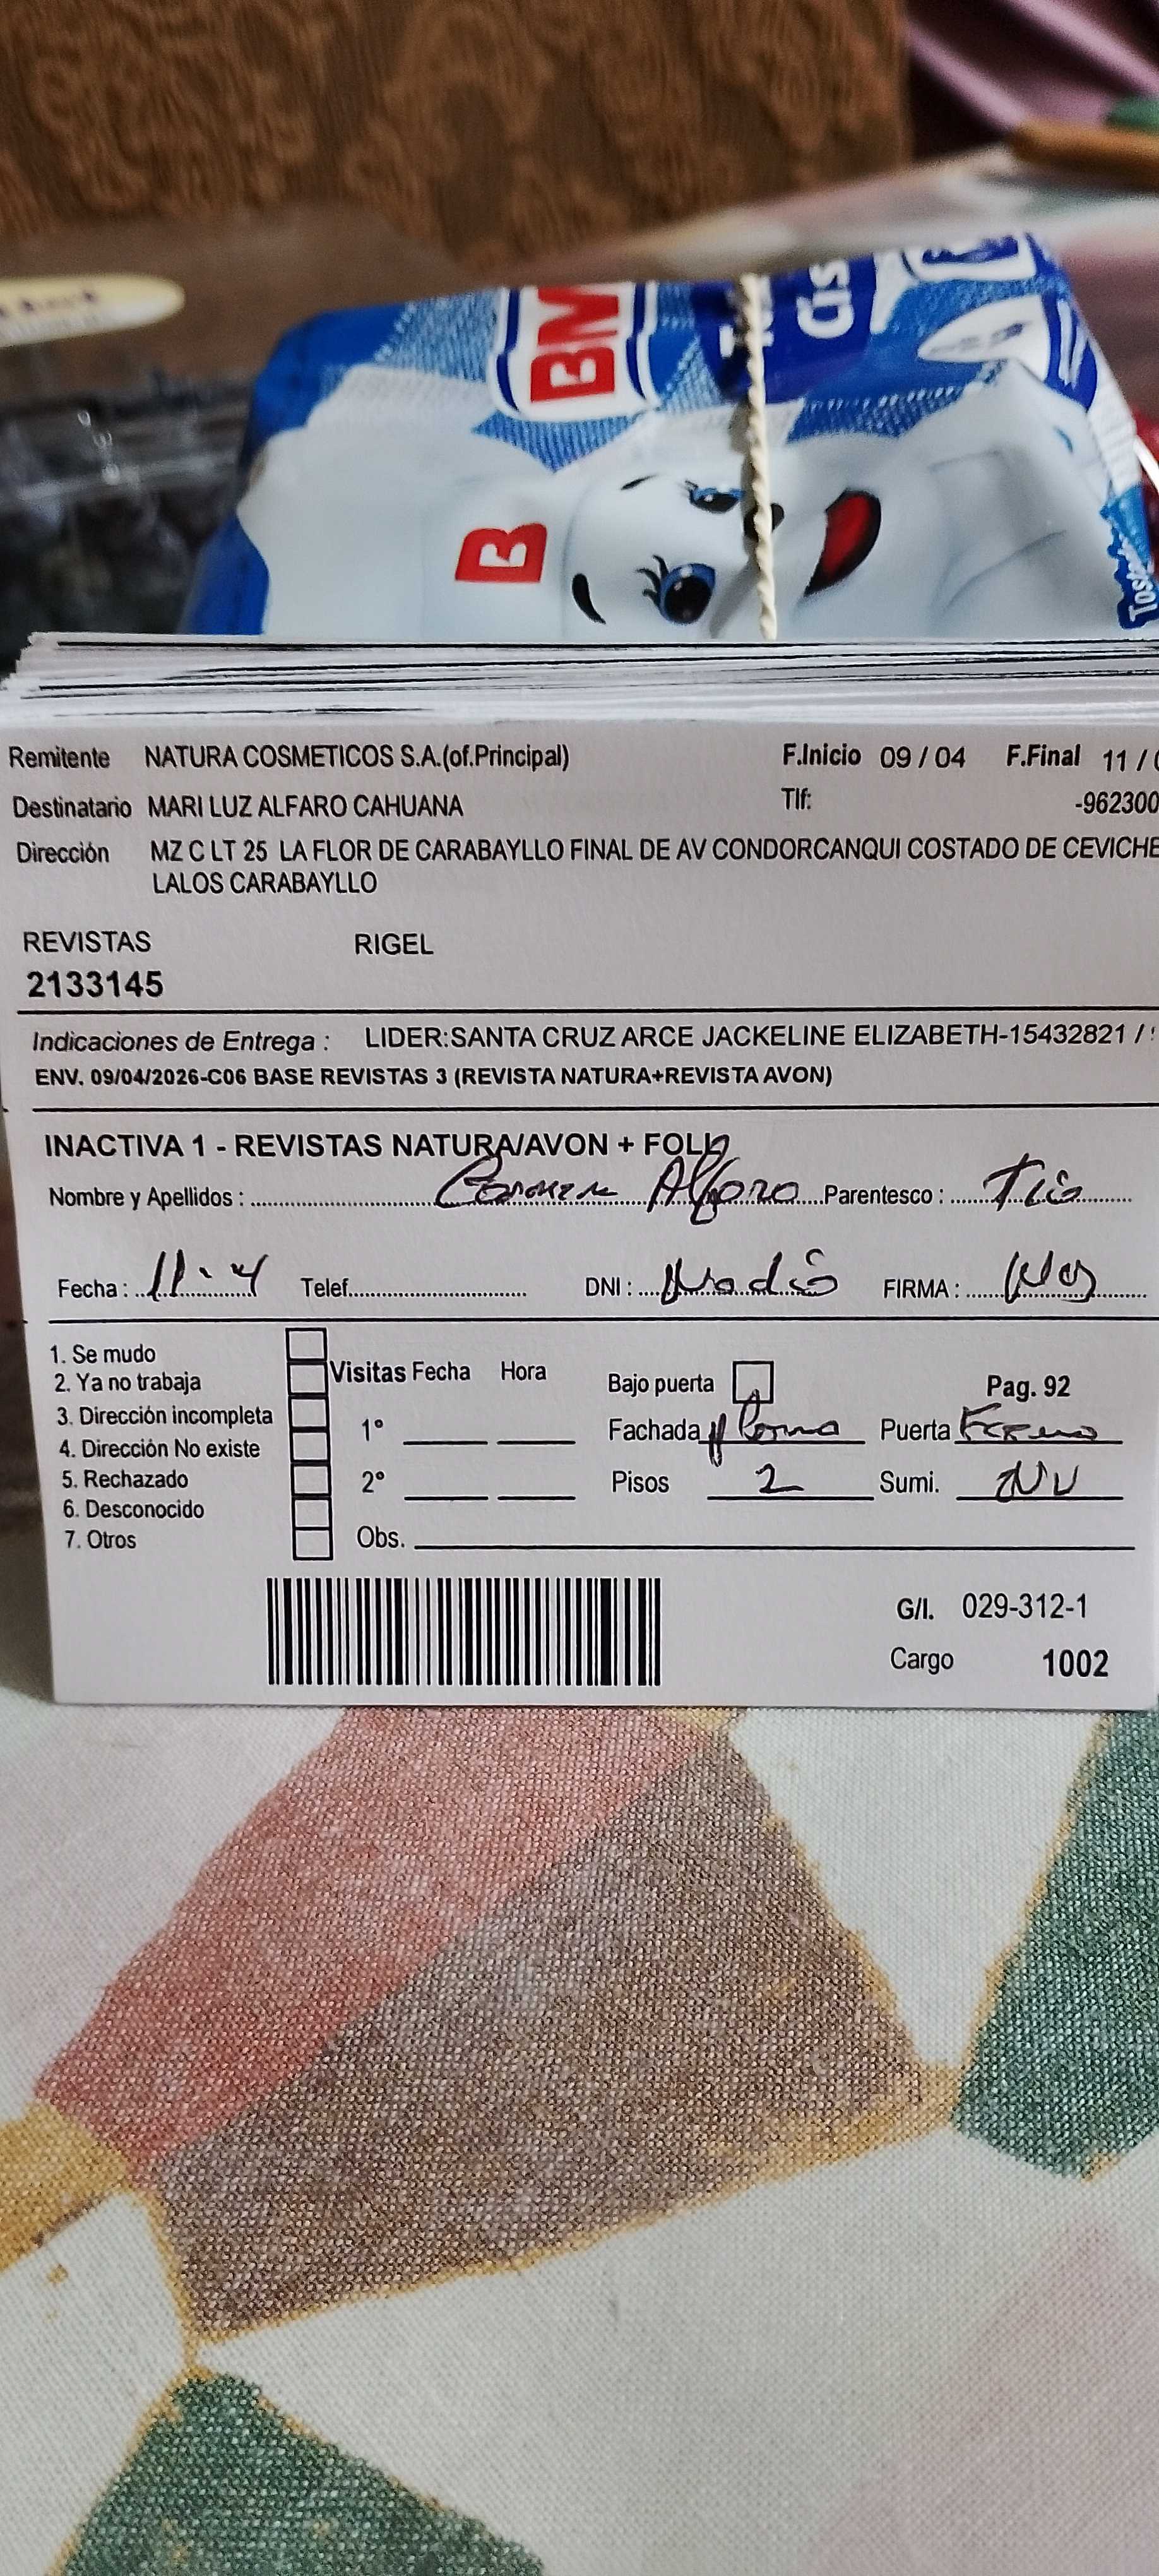 BM
B
Remitente NATURA COSMETICOS S.A.(of.Principal) F.Inicio 09 / 04 F.Final 11 /
Destinatario MARI LUZ ALFARO CAHUANA Tlf: -962300
Dirección MZ C LT 25 LA FLOR DE CARABAYLLO FINAL DE AV CONDORCANQUI COSTADO DE CEVICHE
LALOS CARABAYLLO
REVISTAS RIGEL
2133145
Indicaciones de Entrega : LIDER:SANTA CRUZ ARCE JACKELINE ELIZABETH-15432821 /
ENV. 09/04/2026-C06 BASE REVISTAS 3 (REVISTA NATURA+REVISTA AVON)
INACTIVA 1 - REVISTAS NATURA/AVON + FOLL
Nombre y Apellidos : Carmen Alfaro Parentesco : Tía
Fecha : 11-4 Telef. DNI : FIRMA :
1. Se mudo
2. Ya no trabaja
3. Dirección incompleta
4. Dirección No existe
5. Rechazado
6. Desconocido
7. Otros
Visitas Fecha Hora
1°
2°
Obs.
Bajo puerta Pag. 92
Fachada Puerta
Pisos 2 Sumi.
G/I. 029-312-1
Cargo 1002